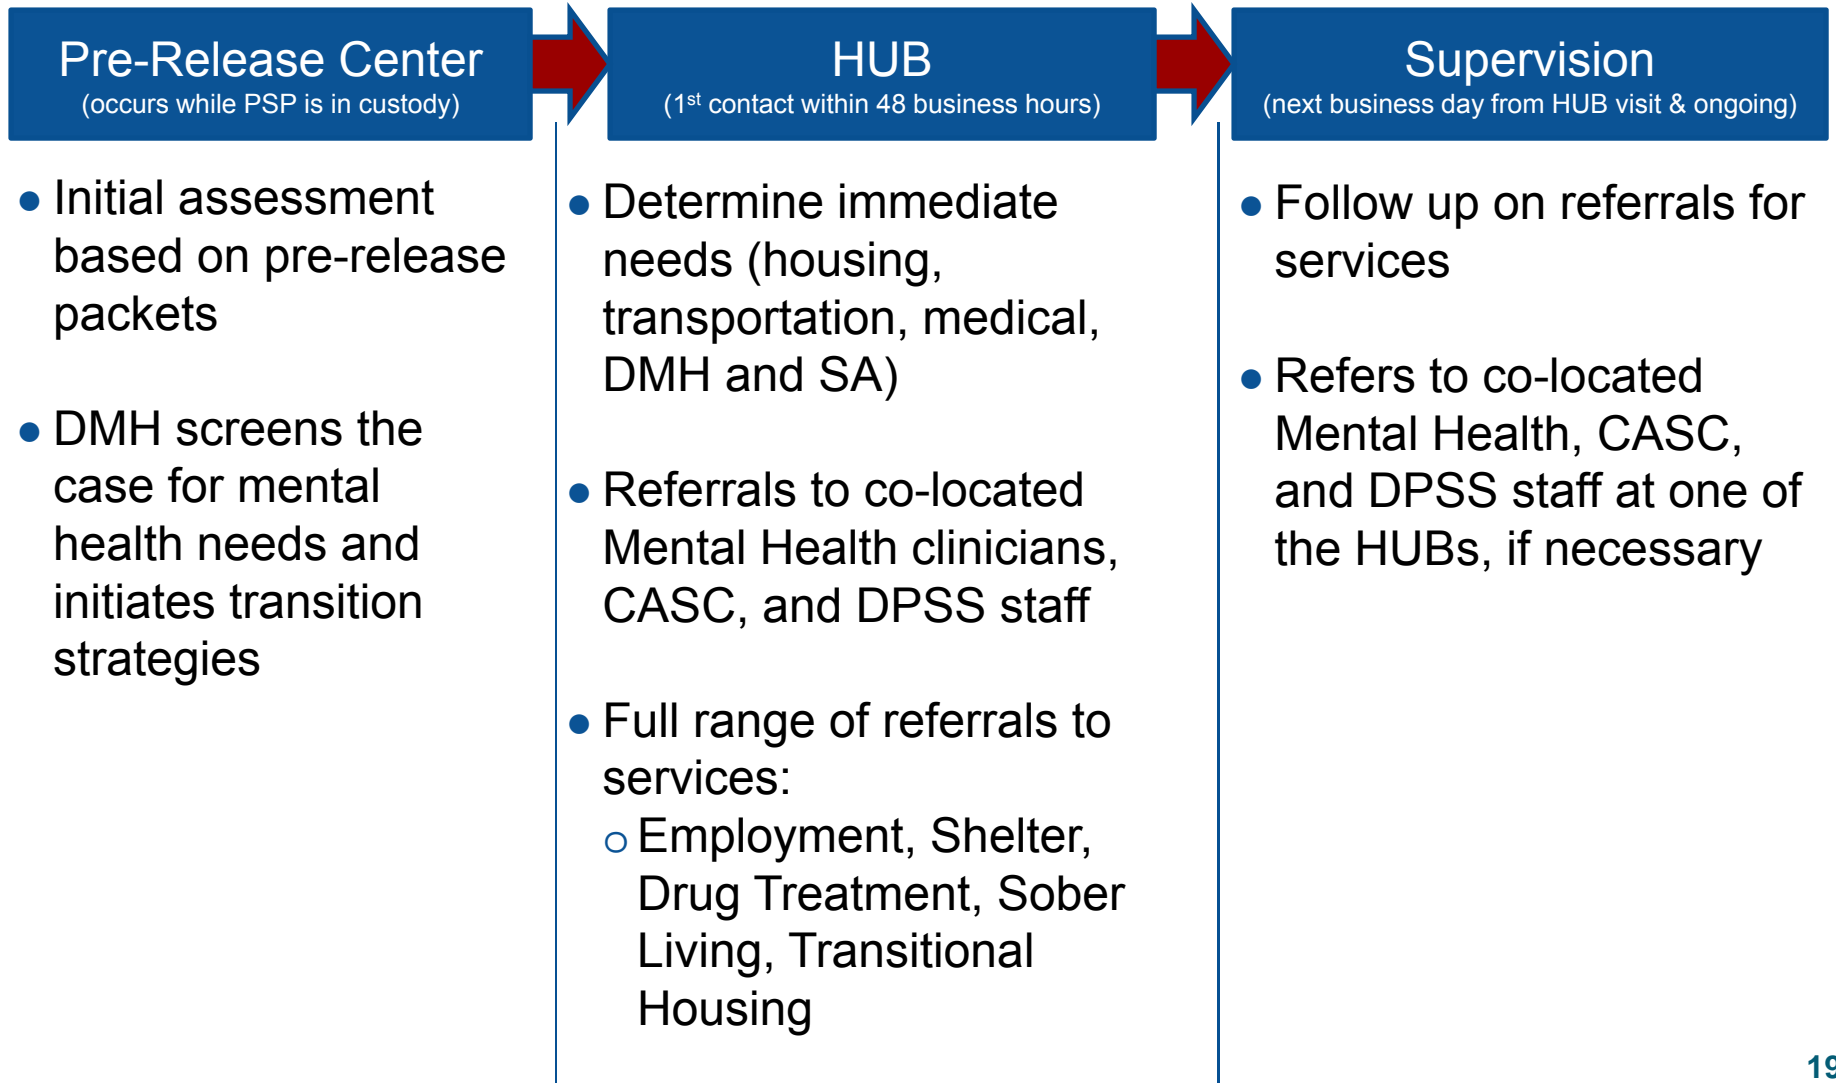 Pre-Release Center
(occurs while PSP is in custody)
HUB
(1st contact within 48 business hours)
Supervision
(next business day from HUB visit & ongoing)
● Initial assessment
based on pre-release
packets
● DMH screens the
case for mental
health needs and
initiates transition
strategies
● Determine immediate
needs (housing,
transportation, medical,
DMH and SA)
● Referrals to co-located
Mental Health clinicians,
CASC, and DPSS staff
● Full range of referrals to
services:
o Employment, Shelter,
Drug Treatment, Sober
Living, Transitional
Housing
● Follow up on referrals for
services
● Refers to co-located
Mental Health, CASC,
and DPSS staff at one of
the HUBs, if necessary
19